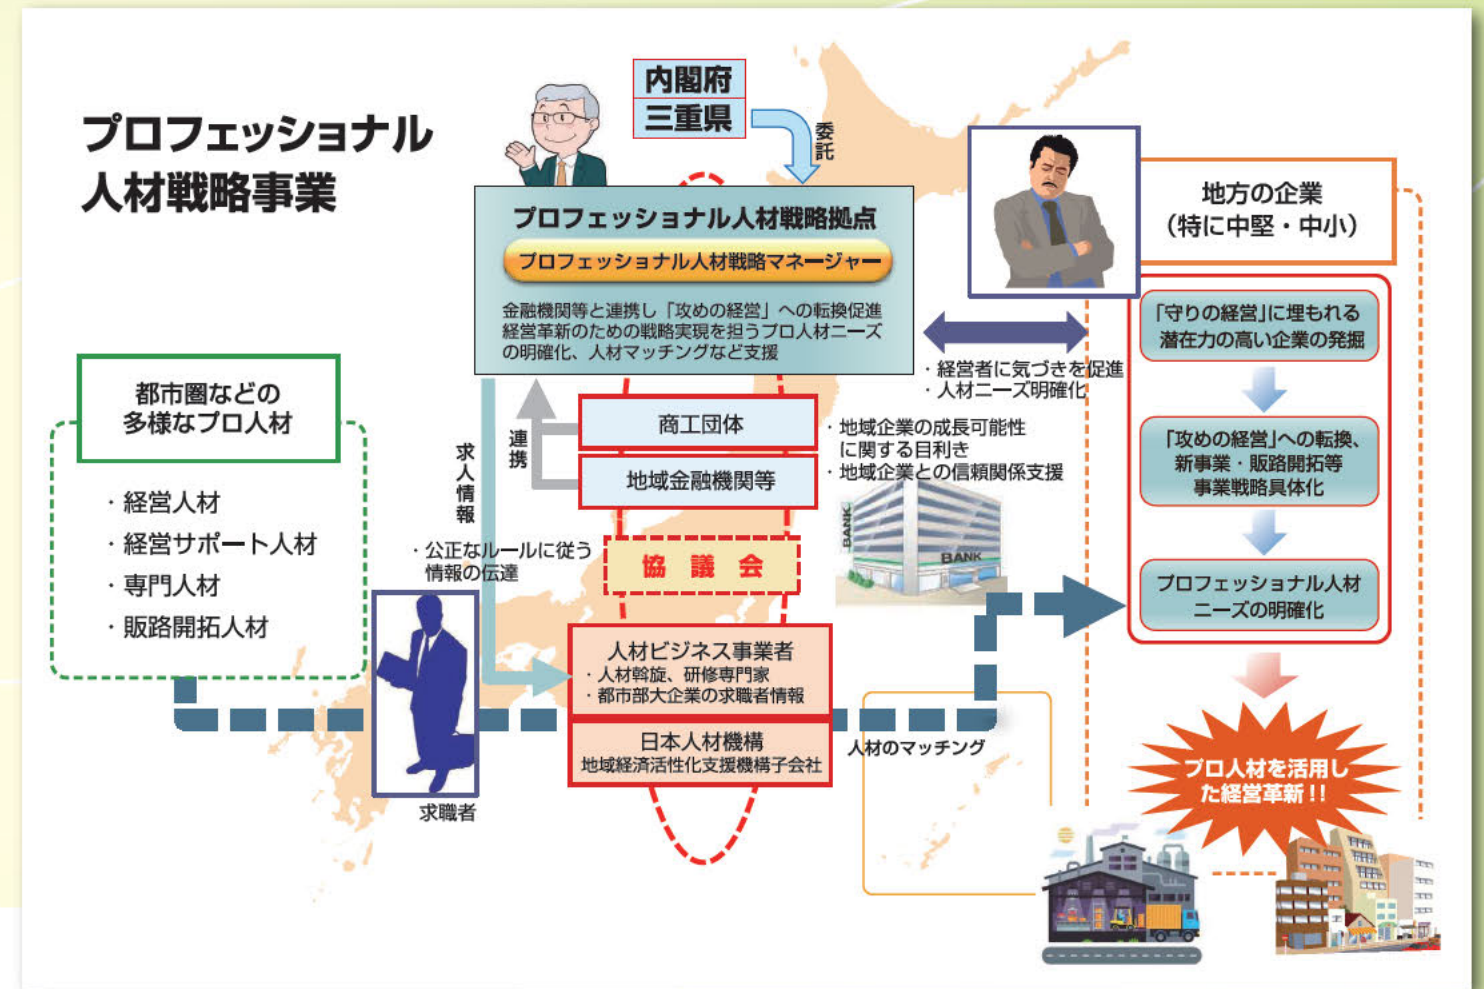 プロフェッショナル
人材戦略事業
内閣府
三重県
委託
プロフェッショナル人材戦略拠点
プロフェッショナル人材戦略マネージャー
金融機関等と連携し「攻めの経営」への転換促進
経営革新のための戦略実現を担うプロ人材ニーズ
の明確化、人材マッチングなど支援
地方の企業
（特に中堅・中小）
「守りの経営」に埋もれる
潜在力の高い企業の発掘
「攻めの経営」への転換、
新事業・販路開拓等
事業戦略具体化
プロフェッショナル人材
ニーズの明確化
プロ人材を活用し
た経営革新!!
・経営者に気づきを促進
・人材ニーズ明確化
都市圏などの
多様なプロ人材
・経営人材
・経営サポート人材
・専門人材
・販路開拓人材
求人情報
連携
商工団体
地域金融機関等
・地域企業の成長可能性
に関する目利き
・地域企業との信頼関係支援
BANK
BANK
・公正なルールに従う
情報の伝達
協議会
人材ビジネス事業者
・人材斡旋、研修専門家
・都市部大企業の求職者情報
日本人材機構
地域経済活性化支援機構子会社
人材のマッチング
求職者